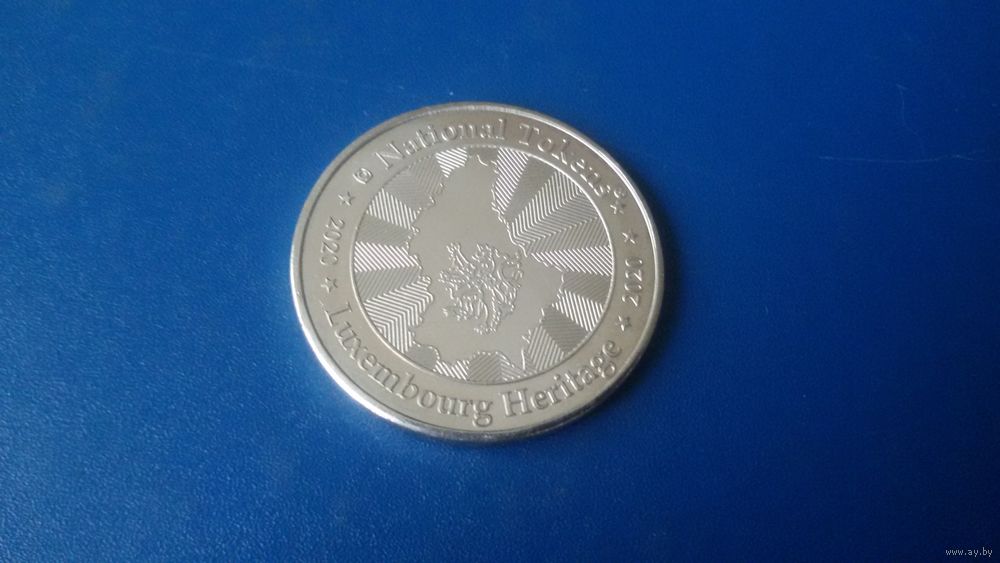 National Tokens
★ 2020 ★
Luxembourg Heritage
★ 2020 ★
www.ay.by